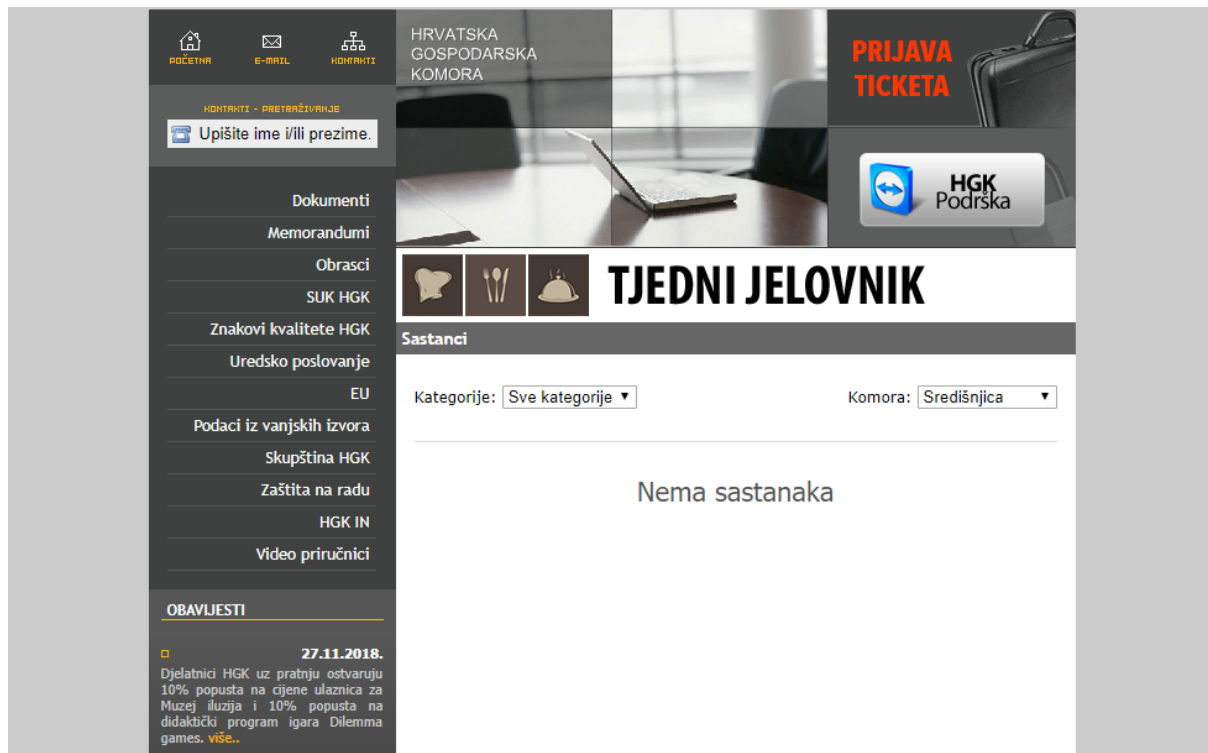 POČETNA
E-MAIL
KONTAKTI
KONTAKTI - PRETRAŽIVANJE
Upišite ime i/ili prezime.
Dokumenti
Memorandumi
Obrasci
SUK HGK
Znakovi kvalitete HGK
Uredsko poslovanje
EU
Podaci iz vanjskih izvora
Skupština HGK
Zaštita na radu
HGK IN
Video priručnici
OBAVIJESTI
27.11.2018.
Djelatnici HGK uz pratnju ostvaruju
10% popusta na cijene ulaznica za
Muzej iluzija i 10% popusta na
didaktički program igara Dilemma
games. više..
HRVATSKA
GOSPODARSKA
KOMORA
PRIJAVA
TICKETA
HGK
Podrška
TJEDNI JELOVNIK
Sastanci
Kategorije: Sve kategorije
Komora: Središnjica
Nema sastanaka